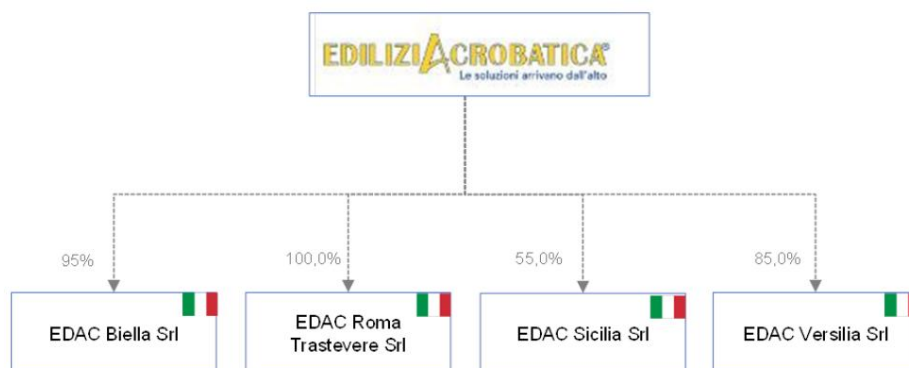 EDILIZIACROBATICA®
Le soluzioni arrivano dall'alto
95%
100,0%
55,0%
85,0%
EDAC Biella Srl
EDAC Roma
Trastevere Srl
EDAC Sicilia Srl
EDAC Versilia Srl